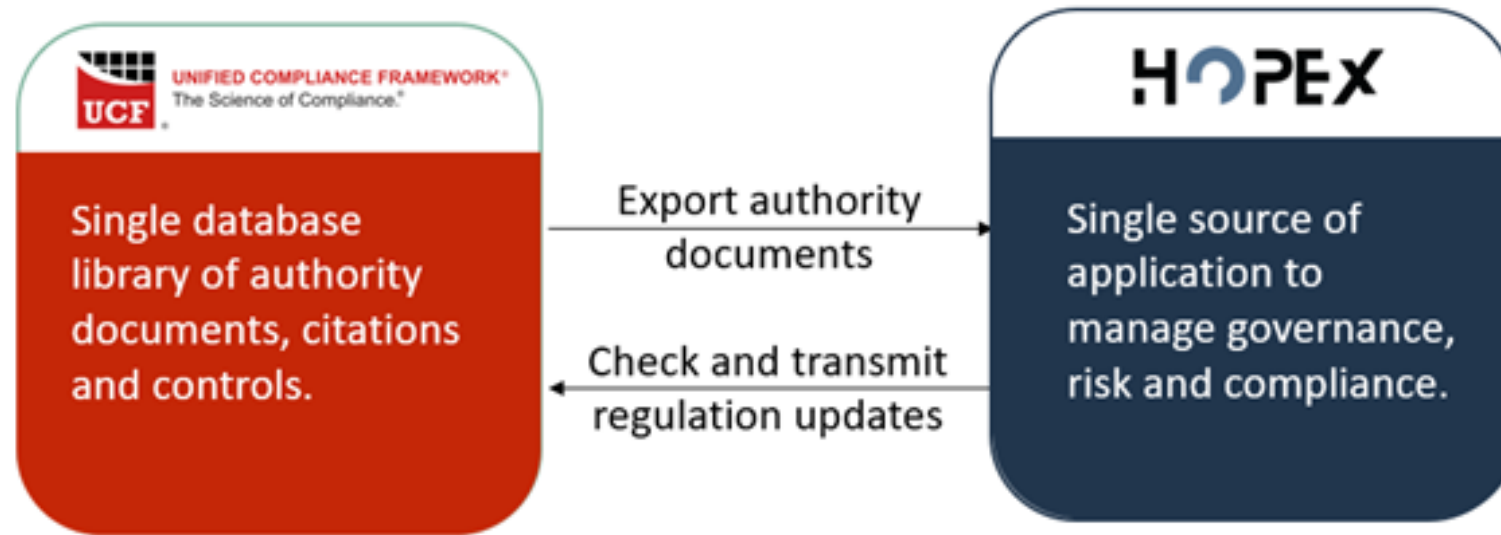 UCF
UNIFIED COMPLIANCE FRAMEWORK®
The Science of Compliance.®
Single database
library of authority
documents, citations
and controls.
Export authority
documents
Check and transmit
regulation updates
HOPEX
Single source of
application to
manage governance,
risk and compliance.